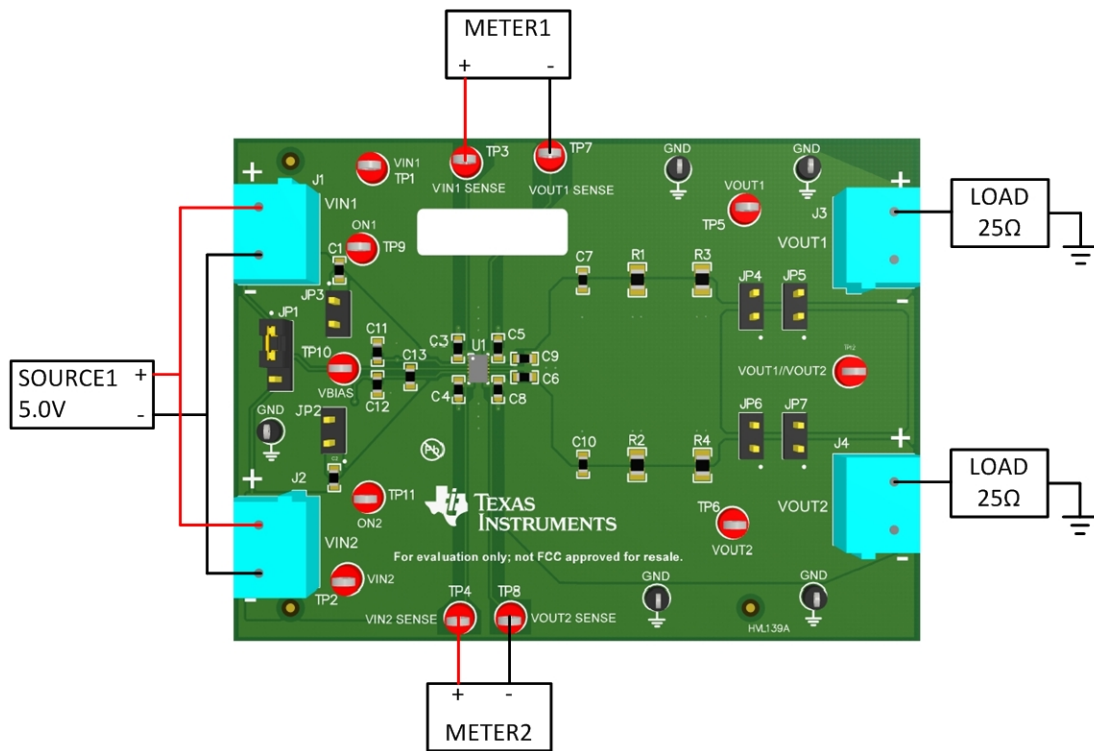 METER1
+ -
TP3
VIN1 SENSE
TP7
VOUT1 SENSE
VIN1
TP1
GND
GND
+
J1
VIN1
-
ON1
TP9
C1
VOUT1
TP5
+
J3
VOUT1
-
LOAD
25Ω
C7
R1
R3
JP4
JP5
JP3
JP1
C11
C3
U1
C5
C13
C9
C6
TP10
VBIAS
C12
C4
C8
TP12
VOUT1//VOUT2
SOURCE1 +
5.0V -
GND
JP2
Pb
C10
R2
R4
JP6
JP7
J4
+
VOUT2
-
LOAD
25Ω
+
J2
VIN2
-
TP11
ON2
TEXAS
INSTRUMENTS
TP6
VOUT2
For evaluation only; not FCC approved for resale.
VIN2
TP2
TP4
VIN2 SENSE
TP8
VOUT2 SENSE
GND
GND
HVL139A
+ -
METER2